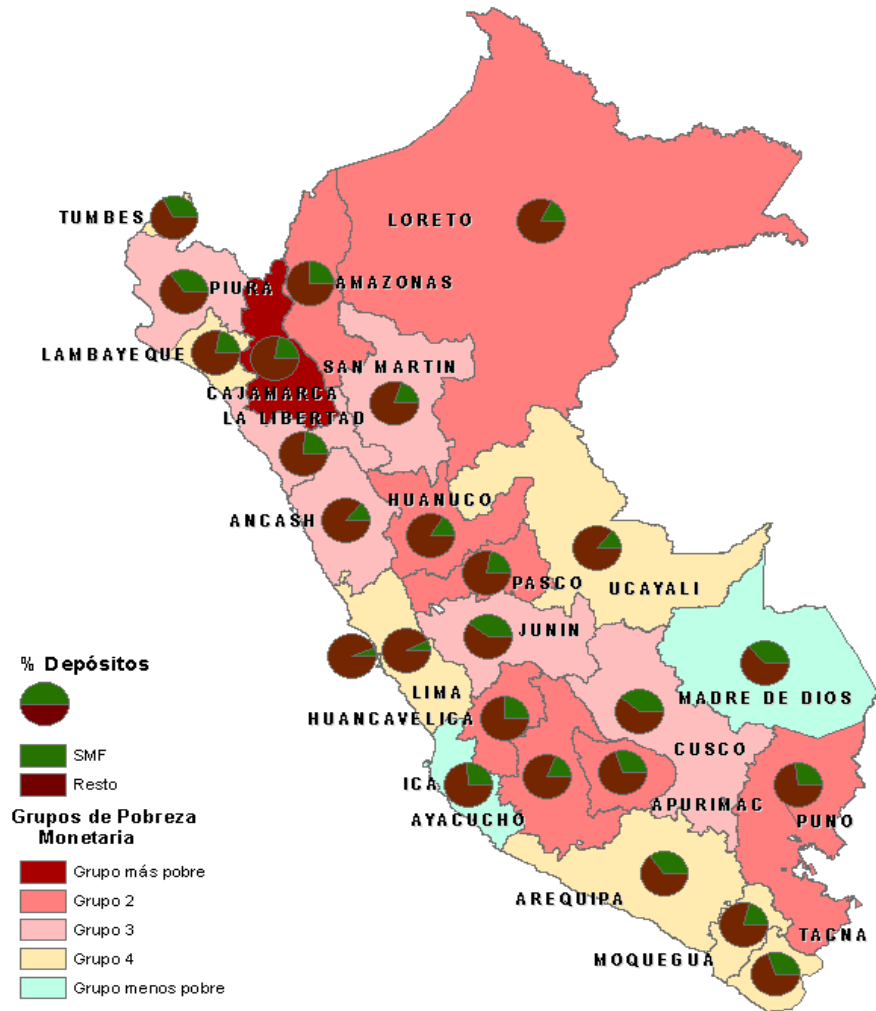 TUMBES
LORETO
PIURA
AMAZONAS
LAMBAYEQUE
SAN MARTIN
CAJAMARCA
LA LIBERTAD
HUANUCO
ANCASH
PASCO
UCAYALI
JUNIN
% Depósitos
MADRE DE DIOS
LIMA
HUANCAVELICA
CUSCO
SMF
ICA
Resto
APURIMAC
AYACUCHO
PUNO
Grupos de Pobreza
Monetaria
Grupo más pobre
AREQUIPA
Grupo 2
TACNA
Grupo 3
MOQUEGUA
Grupo 4
Grupo menos pobre